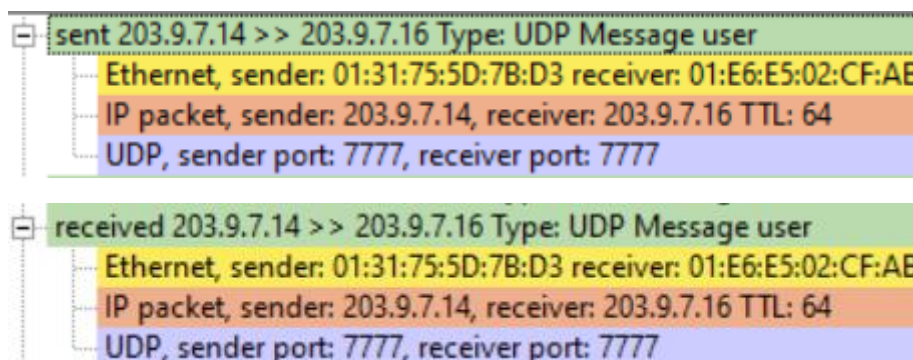 sent 203.9.7.14 >> 203.9.7.16 Type: UDP Message user
Ethernet, sender: 01:31:75:5D:7B:D3 receiver: 01:E6:E5:02:CF:AE
IP packet, sender: 203.9.7.14, receiver: 203.9.7.16 TTL: 64
UDP, sender port: 7777, receiver port: 7777
received 203.9.7.14 >> 203.9.7.16 Type: UDP Message user
Ethernet, sender: 01:31:75:5D:7B:D3 receiver: 01:E6:E5:02:CF:AE
IP packet, sender: 203.9.7.14, receiver: 203.9.7.16 TTL: 64
UDP, sender port: 7777, receiver port: 7777